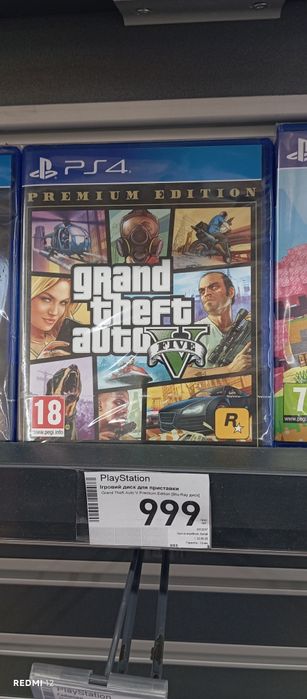 PS4
PREMIUM EDITION
grand
theft
auto
FIVE
18
www.pegi.info
R
7
PlayStation
Ігровий диск для приставки
Grand Theft Auto V Premium Edition [Blu-Ray диск]
999
REDMI 12
PlayStation